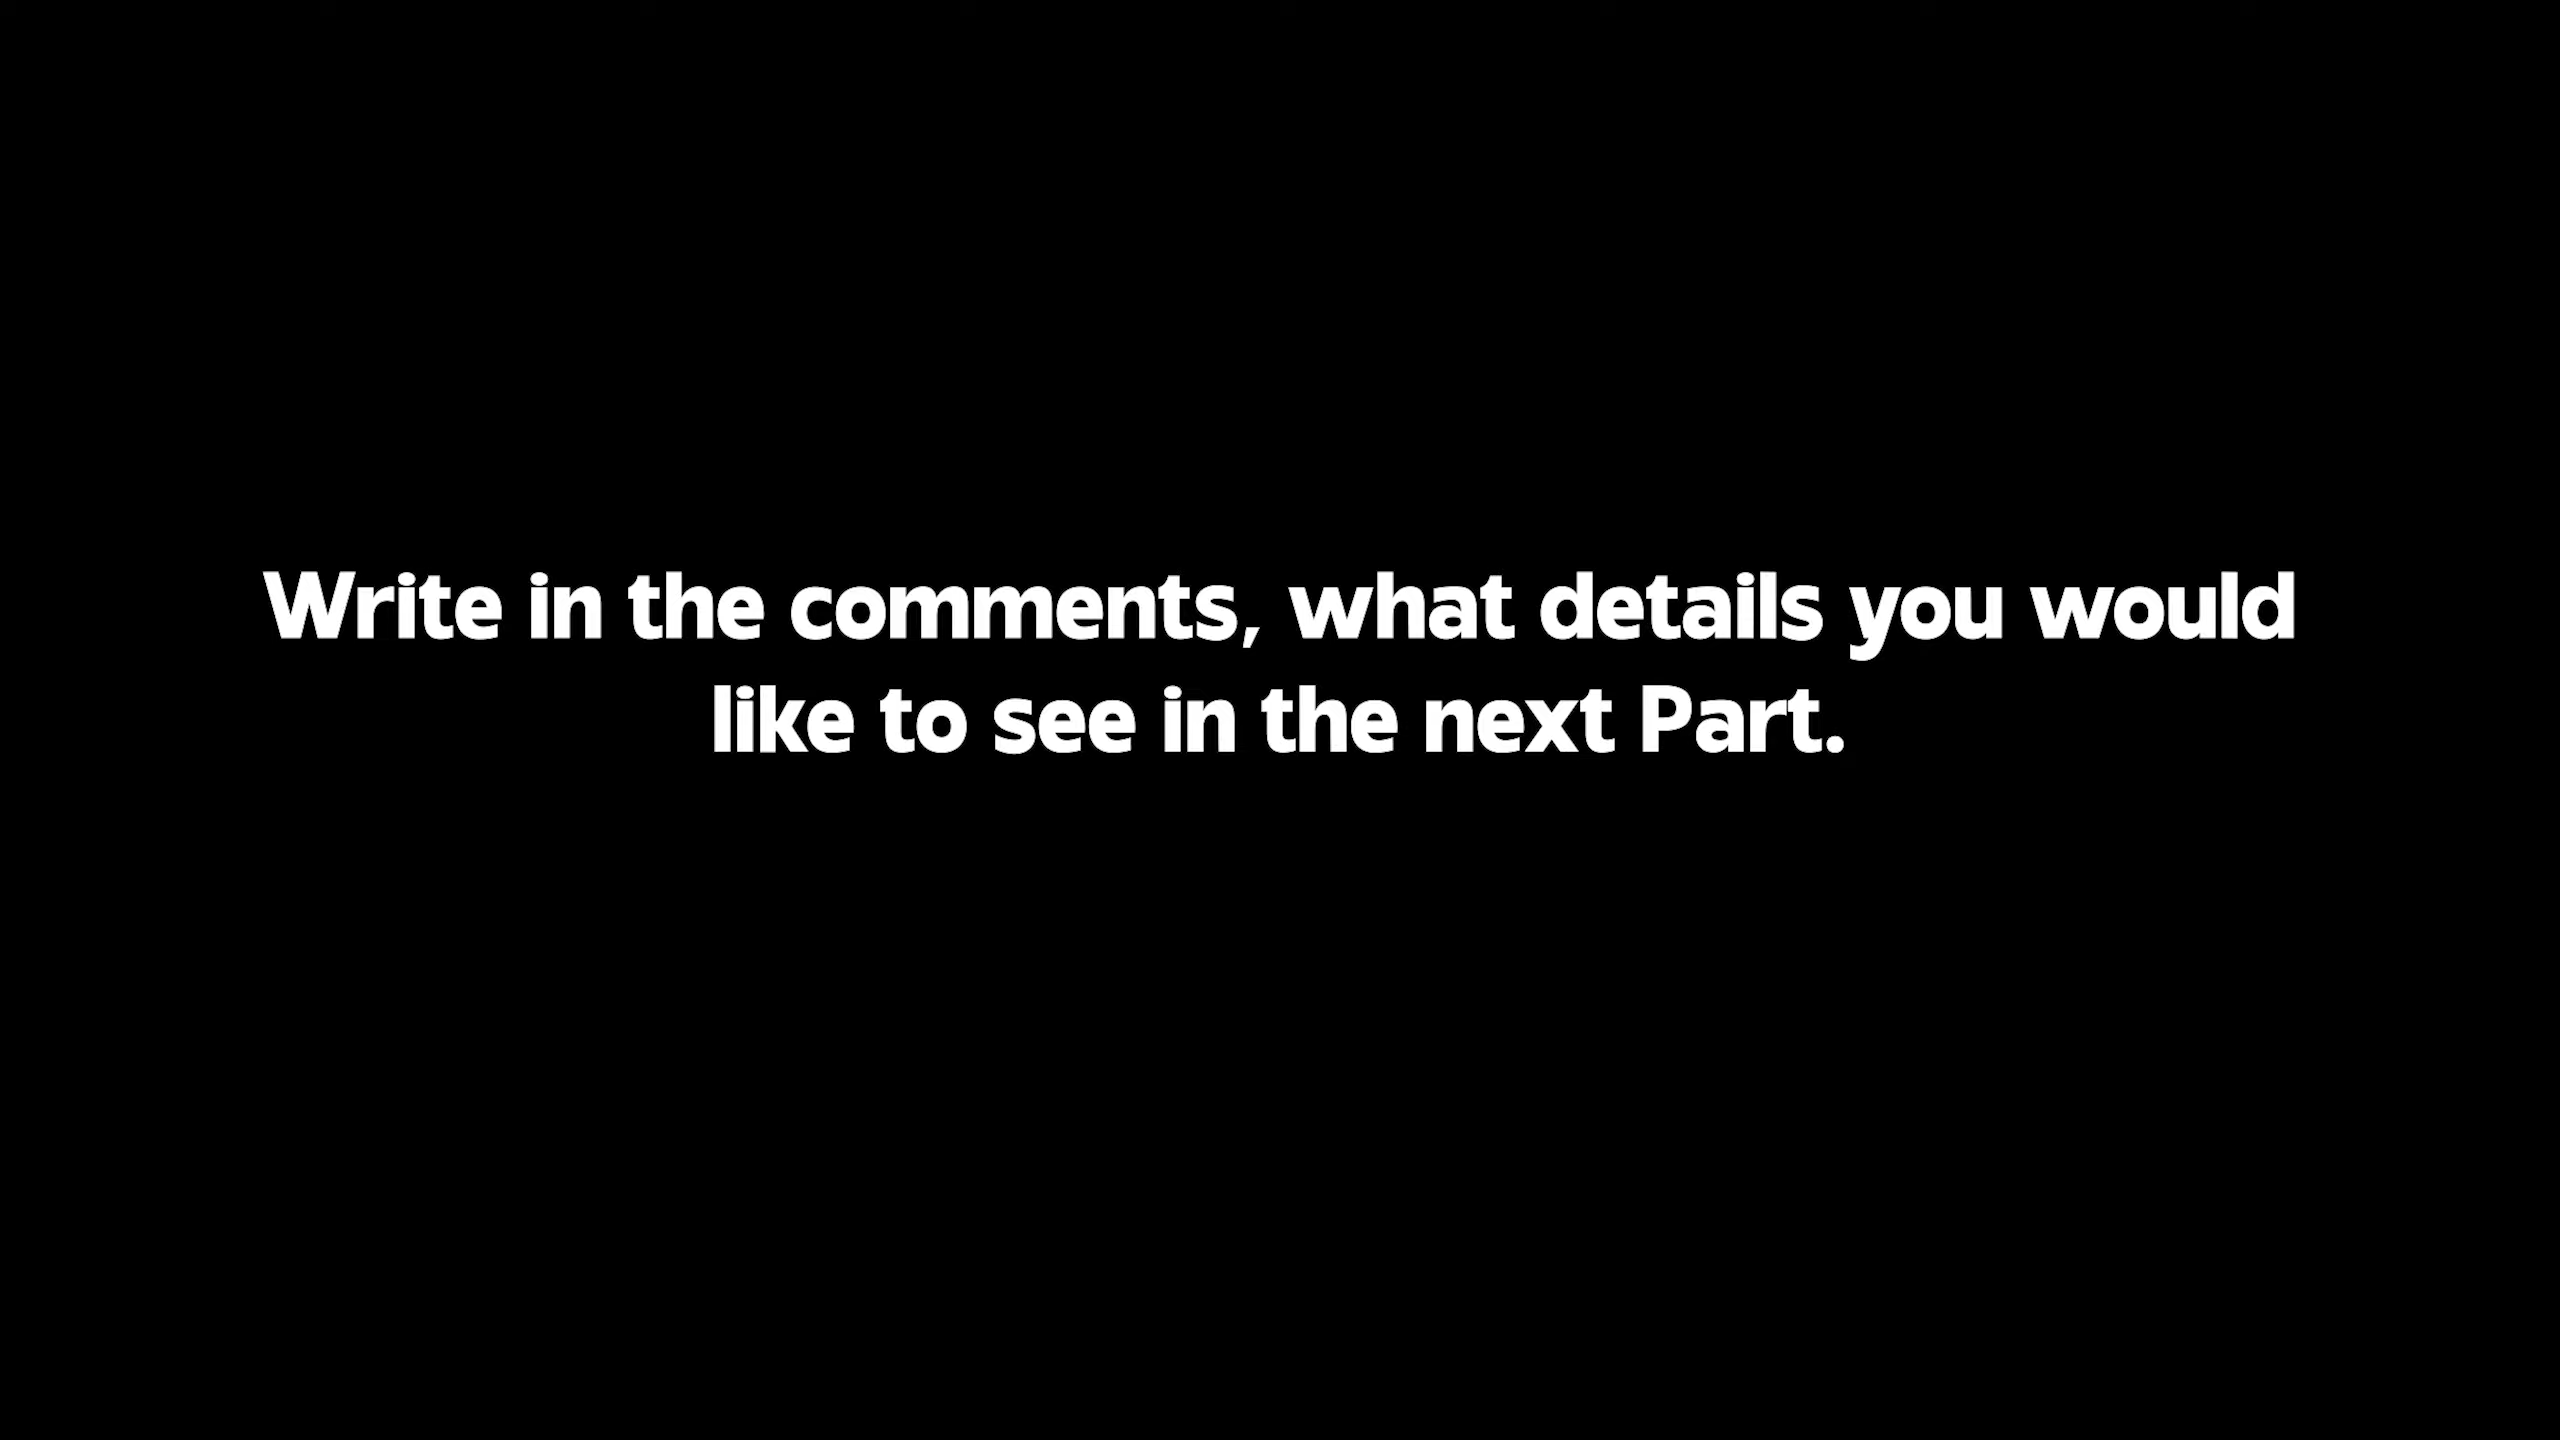 Write in the comments, what details you would
like to see in the next Part.